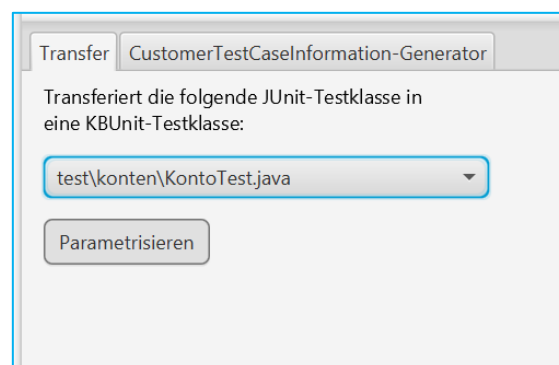 Transfer
CustomerTestCaseInformation-Generator
Transferiert die folgende JUnit-Testklasse in
eine KBUnit-Testklasse:
test\konten\KontoTest.java
Parametrisieren